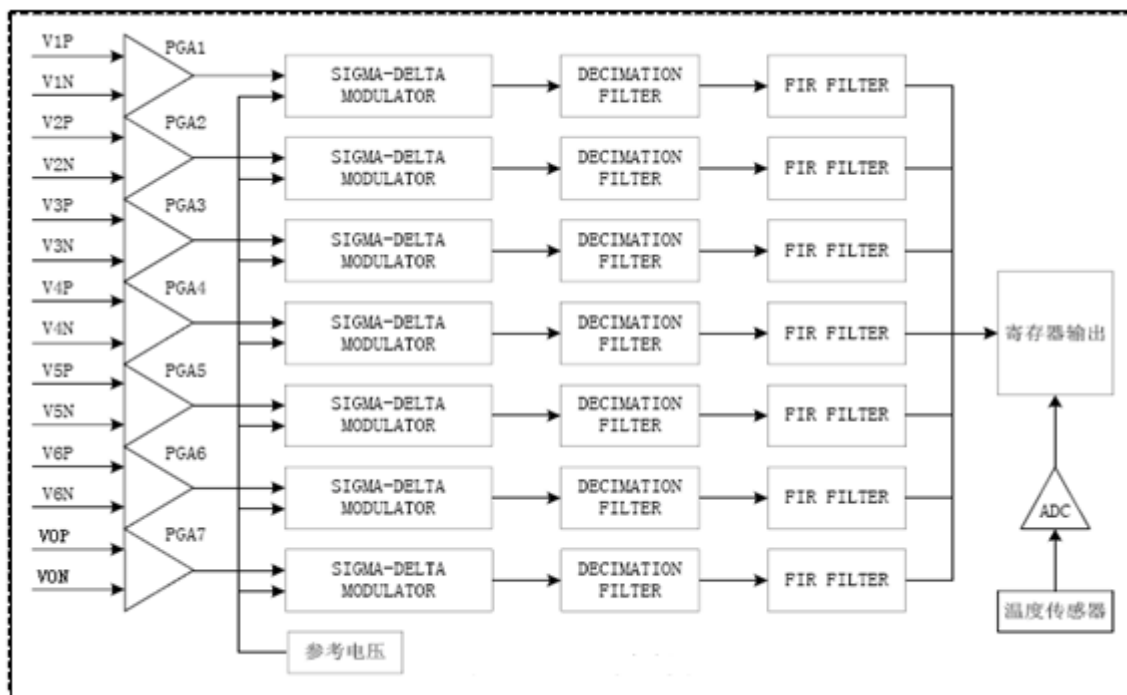 V1P
PGA1
V1N
SIGMA-DELTA
MODULATOR
DECIMATION
FILTER
FIR FILTER
V2P
PGA2
V2N
SIGMA-DELTA
MODULATOR
DECIMATION
FILTER
FIR FILTER
V3P
PGA3
V3N
SIGMA-DELTA
MODULATOR
DECIMATION
FILTER
FIR FILTER
V4P
PGA4
V4N
SIGMA-DELTA
MODULATOR
DECIMATION
FILTER
FIR FILTER
寄存器输出
V5P
PGA5
V5N
SIGMA-DELTA
MODULATOR
DECIMATION
FILTER
FIR FILTER
V6P
PGA6
V6N
SIGMA-DELTA
MODULATOR
DECIMATION
FILTER
FIR FILTER
ADC
VOP
PGA7
VON
SIGMA-DELTA
MODULATOR
DECIMATION
FILTER
FIR FILTER
温度传感器
参考电压